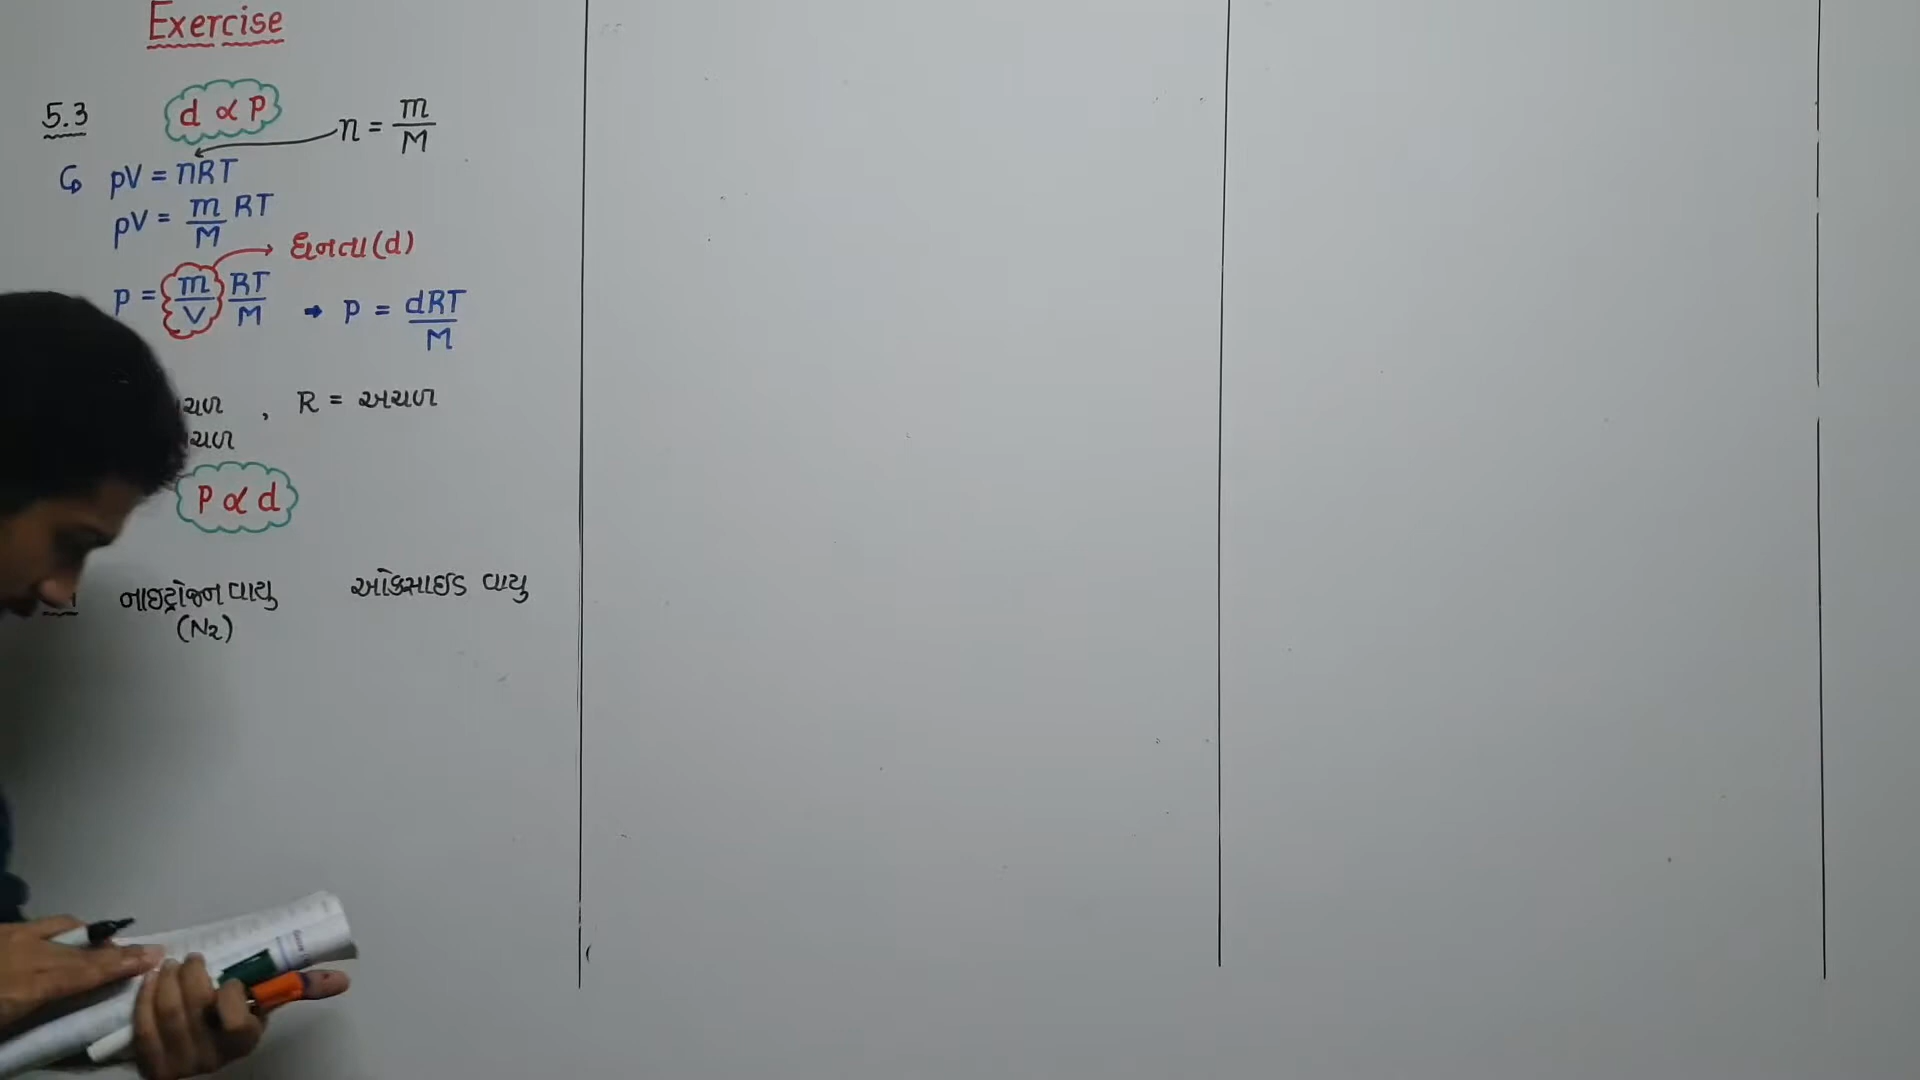 Exercise
5.3 d ∝ P
n = m/M
pV = nRT
pV = m/M RT
ઘનતા (d)
P = m/V RT/M → P = dRT/M
, R = અચળ
P ∝ d
નાઇટ્રોજન વાયુ ઓક્સાઇડ વાયુ
(N2)